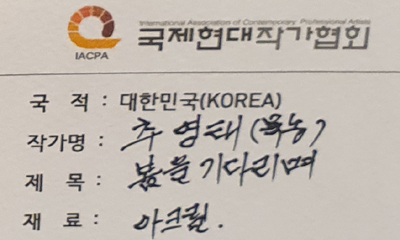 International Association of Contemporary Professional Artists
IACPA
국제현대작가협회
국 적 : 대한민국(KOREA)
작가명 : 추영태(육농)
제 목 : 봄을 기다리며
재 료 : 아크릴.